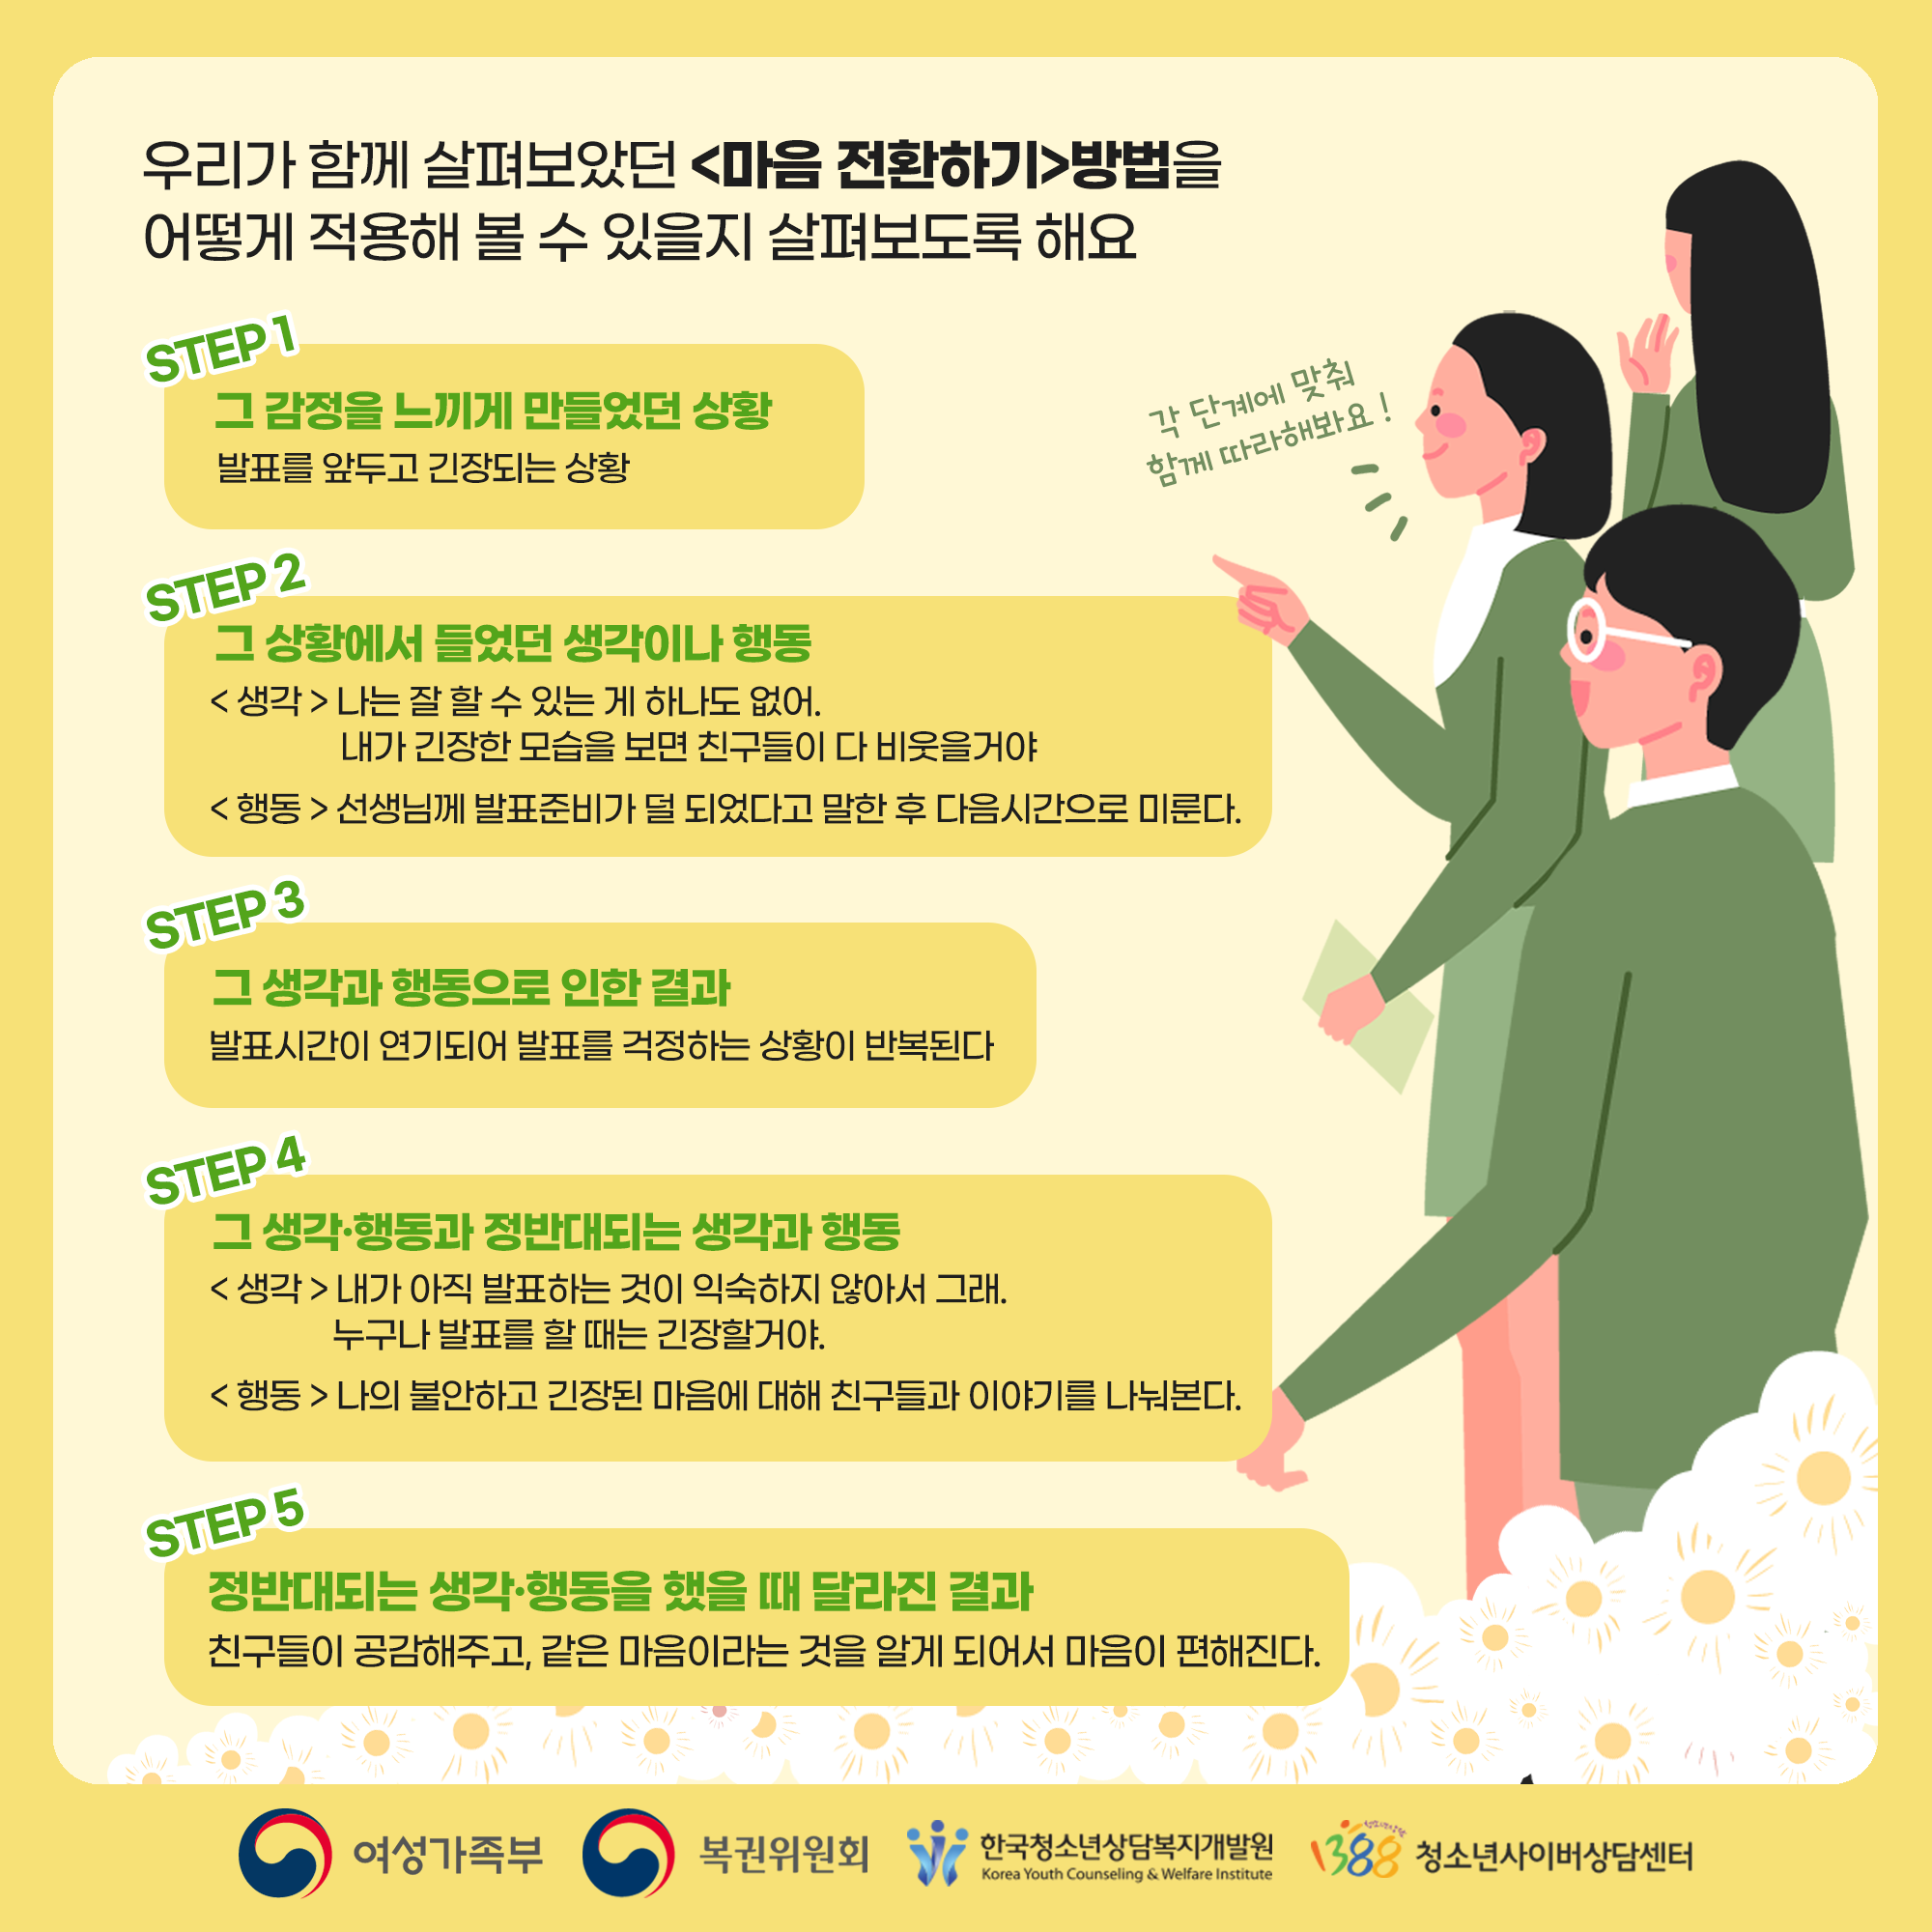 우리가 함께 살펴보았던 <마음 전환하기>방법을
어떻게 적용해 볼 수 있을지 살펴보도록 해요
각 단계에 맞춰
함께 따라해봐요 !
STEP 1
그 감정을 느끼게 만들었던 상황
발표를 앞두고 긴장되는 상황
STEP 2
그 상황에서 들었던 생각이나 행동
< 생각 > 나는 잘 할 수 있는 게 하나도 없어.
내가 긴장한 모습을 보면 친구들이 다 비웃을거야
< 행동 > 선생님께 발표준비가 덜 되었다고 말한 후 다음시간으로 미룬다.
STEP 3
그 생각과 행동으로 인한 결과
발표시간이 연기되어 발표를 걱정하는 상황이 반복된다
STEP 4
그 생각·행동과 정반대되는 생각과 행동
< 생각 > 내가 아직 발표하는 것이 익숙하지 않아서 그래.
누구나 발표를 할 때는 긴장할거야.
< 행동 > 나의 불안하고 긴장된 마음에 대해 친구들과 이야기를 나눠본다.
STEP 5
정반대되는 생각·행동을 했을 때 달라진 결과
친구들이 공감해주고, 같은 마음이라는 것을 알게 되어서 마음이 편해진다.
여성가족부
복권위원회
한국청소년상담복지개발원
Korea Youth Counseling & Welfare Institute
1388 청소년사이버상담센터